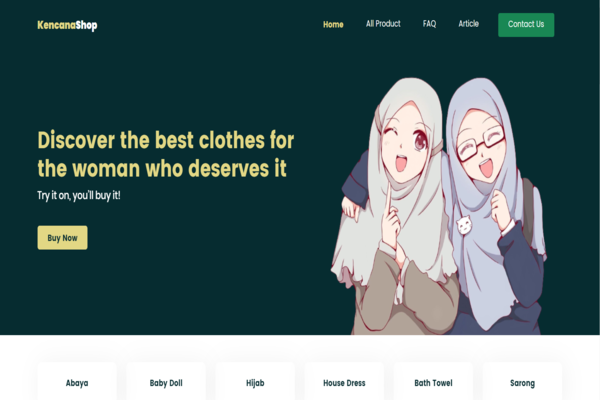 KencanaShop
Home All Product FAQ Article Contact Us
Discover the best clothes for
the woman who deserves it
Try it on, you'll buy it!
Buy Now
Abaya Baby Doll Hijab House Dress Bath Towel Sarong